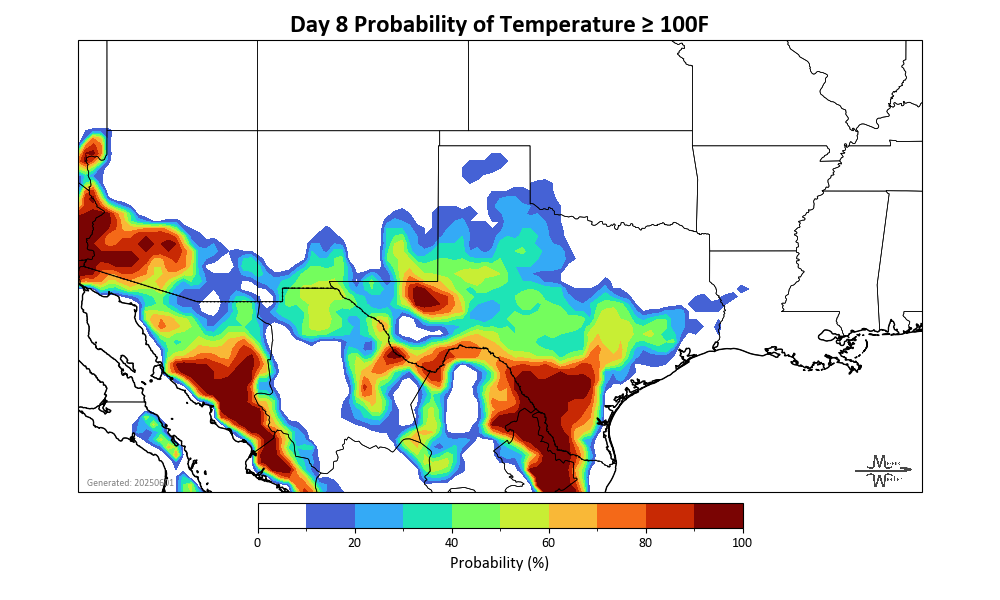 Day 8 Probability of Temperature ≥ 100F
Generated: 20250601
0 20 40 60 80 100
Probability (%)